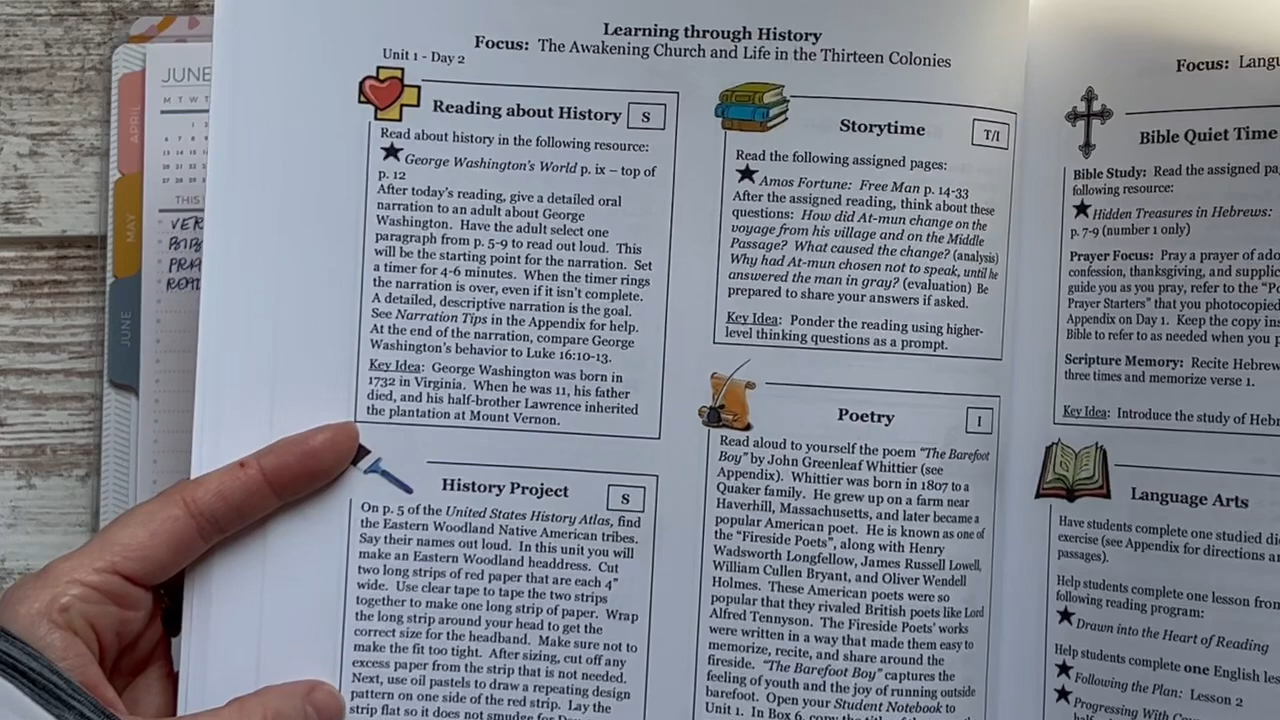 APRIL
MAY
JUNE
JUNE
M T W T
THIS
VER
PRA
READ
Learning through History
Focus: The Awakening Church and Life in the Thirteen Colonies
Unit 1 - Day 2
Reading about History
S
Read about history in the following resource:
★ George Washington's World p. ix – top of
p. 12
After today's reading, give a detailed oral
narration to an adult about George
Washington. Have the adult select one
paragraph from p. 5-9 to read out loud. This
will be the starting point for the narration. Set
a timer for 4-6 minutes. When the timer rings
the narration is over, even if it isn't complete.
A detailed, descriptive narration is the goal.
See Narration Tips in the Appendix for help.
At the end of the narration, compare George
Washington's behavior to Luke 16:10-13.
Key Idea: George Washington was born in
1732 in Virginia. When he was 11, his father
died, and his half-brother Lawrence inherited
the plantation at Mount Vernon.
History Project
S
On p. 5 of the United States History Atlas, find
the Eastern Woodland Native American tribes.
Say their names out loud. In this unit you will
make an Eastern Woodland headdress. Cut
two long strips of red paper that are each 4"
wide. Use clear tape to tape the two strips
together to make one long strip of paper. Wrap
the long strip around your head to get the
correct size for the headband. Make sure not to
make the fit too tight. After sizing, cut off any
excess paper from the strip that is not needed.
Next, use oil pastels to draw a repeating design
pattern on one side of the red strip. Lay the
strip flat so it does not smudge for
Storytime
T/I
Read the following assigned pages:
★ Amos Fortune: Free Man p. 14-33
After the assigned reading, think about these
questions: How did At-mun change on the
voyage from his village and on the Middle
Passage? What caused the change? (analysis)
Why had At-mun chosen not to speak, until he
answered the man in gray? (evaluation) Be
prepared to share your answers if asked.
Key Idea: Ponder the reading using higher-
level thinking questions as a prompt.
Poetry
I
Read aloud to yourself the poem "The Barefoot
Boy" by John Greenleaf Whittier (see
Appendix). Whittier was born in 1807 to a
Quaker family. He grew up on a farm near
Haverhill, Massachusetts, and later became a
popular American poet. He is known as one of
the "Fireside Poets", along with Henry
Wadsworth Longfellow, James Russell Lowell,
William Cullen Bryant, and Oliver Wendell
Holmes. These American poets were so
popular that they rivaled British poets like Lord
Alfred Tennyson. The Fireside Poets' works
were written in a way that made them easy to
memorize, recite, and share around the
fireside. "The Barefoot Boy" captures the
feeling of youth and the joy of running outside
barefoot. Open your Student Notebook to
Unit 1. In Box 6, copy the
Focus: Lang
Bible Quiet Time
Bible Study: Read the assigned pa
following resource:
★ Hidden Treasures in Hebrews:
p. 7-9 (number 1 only)
Prayer Focus: Pray a prayer of ado
confession, thanksgiving, and supplic
guide you as you pray, refer to the "Po
Prayer Starters" that you photocopied
Appendix on Day 1. Keep the copy in
Bible to refer to as needed when you p
Scripture Memory: Recite Hebrew
three times and memorize verse 1.
Key Idea: Introduce the study of Heb
Language Arts
Have students complete one studied di
exercise (see Appendix for directions a
passages).
Help students complete one lesson from
following reading program:
★ Drawn into the Heart of Reading
Help students complete one English les
★ Following the Plan: Lesson 2
★ Progressing With